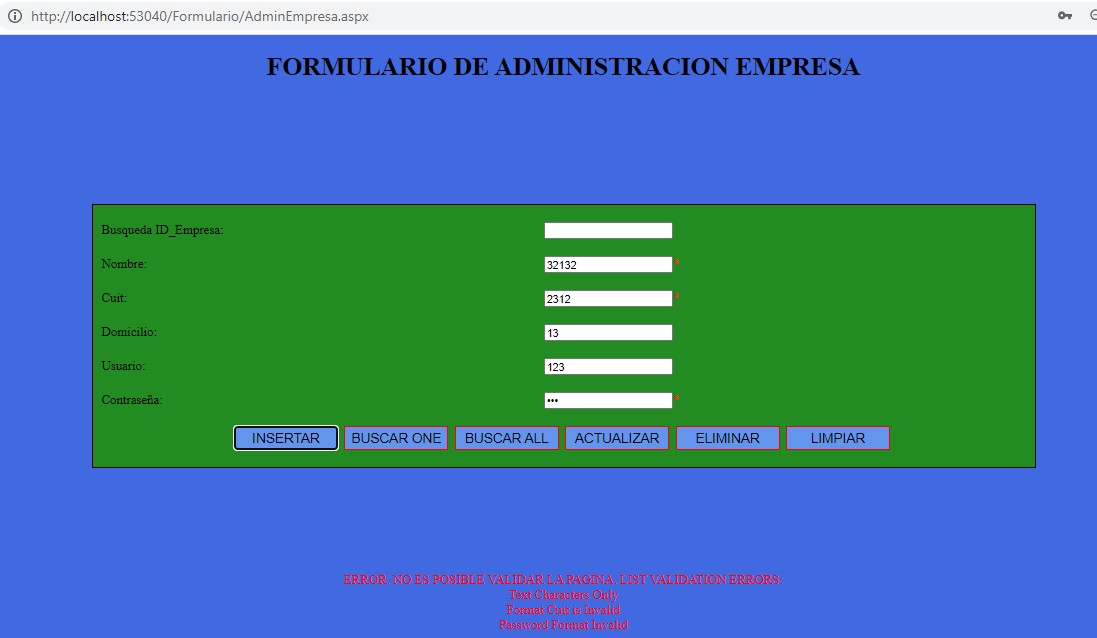 http://localhost:53040/Formulario/AdminEmpresa.aspx
FORMULARIO DE ADMINISTRACION EMPRESA
Busqueda ID_Empresa:
Nombre: 32132 *
Cuit: 2312 *
Domicilio: 13
Usuario: 123
Contraseña: ••• *
INSERTAR BUSCAR ONE BUSCAR ALL ACTUALIZAR ELIMINAR LIMPIAR
ERROR: NO ES POSIBLE VALIDAR LA PAGINA. LIST VALIDATION ERRORS:
Text Characters Only
Format Cuit is Invalid
Password Format Invalid